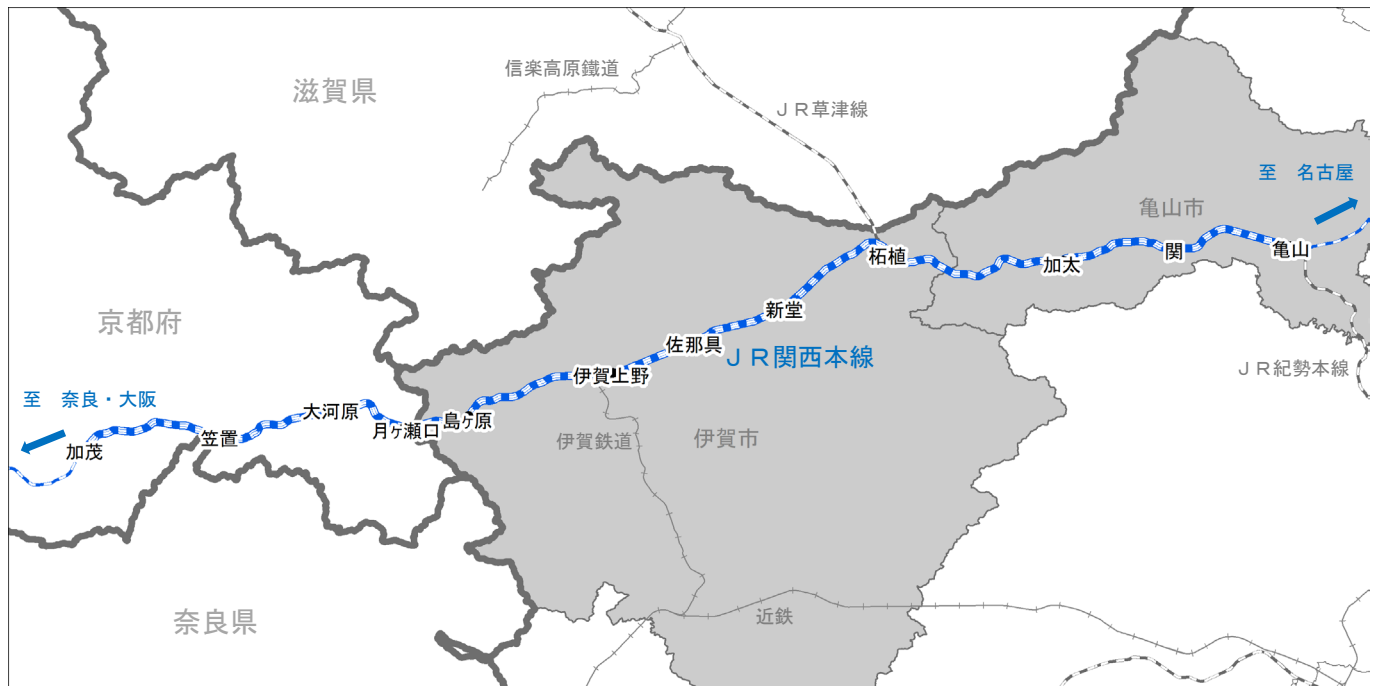 信楽高原鐵道
滋賀県
ＪＲ草津線
至　名古屋
亀山市
柘植
加太
関
亀山
新堂
京都府
佐那具
ＪＲ関西本線
伊賀上野
ＪＲ紀勢本線
至　奈良・大阪
大河原
島ヶ原
月ヶ瀬口
笠置
加茂
伊賀鉄道
伊賀市
近鉄
奈良県